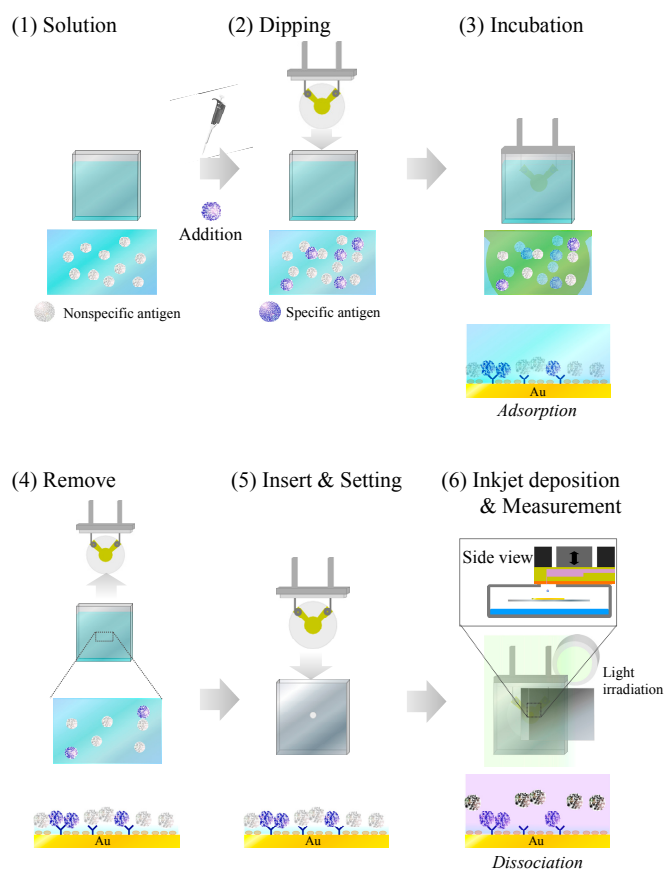 (1) Solution
(2) Dipping
(3) Incubation
Addition
Nonspecific antigen
Specific antigen
Au
Adsorption
(4) Remove
(5) Insert & Setting
(6) Inkjet deposition
& Measurement
Side view
Light
irradiation
Au
Au
Au
Dissociation